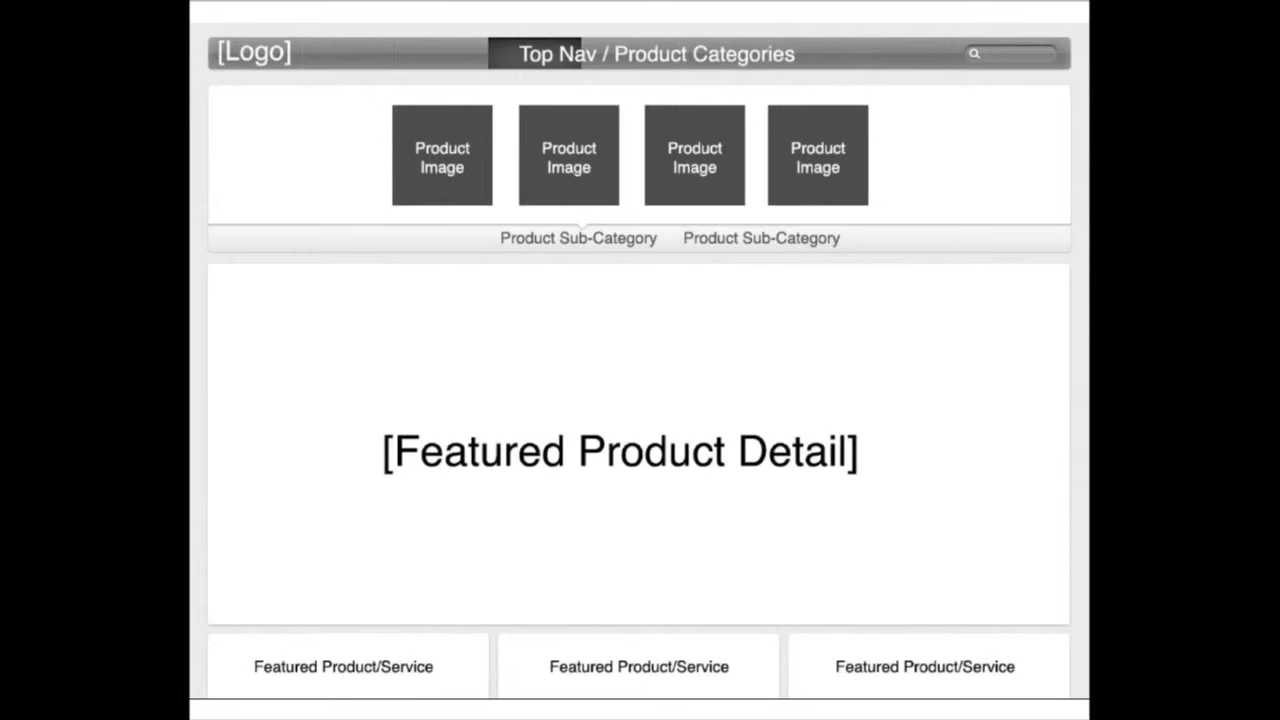 [Logo]
Top Nav / Product Categories
Product
Image
Product
Image
Product
Image
Product
Image
Product Sub-Category
Product Sub-Category
[Featured Product Detail]
Featured Product/Service
Featured Product/Service
Featured Product/Service